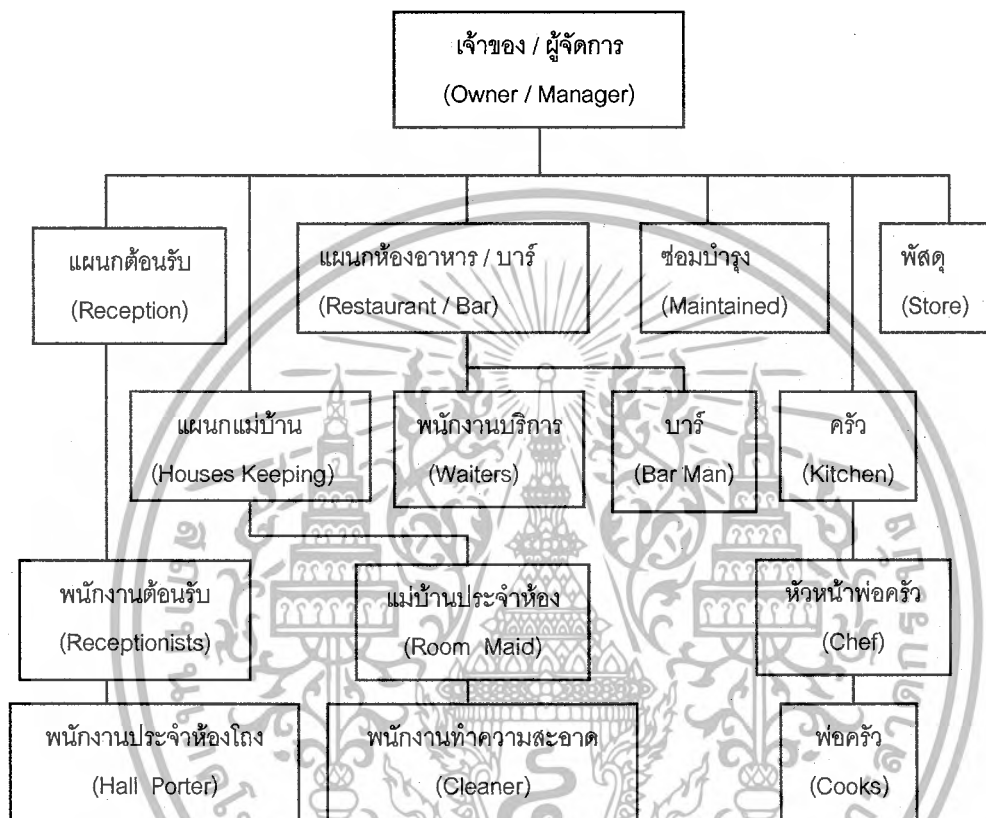 เจ้าของ / ผู้จัดการ
(Owner / Manager)
แผนกต้อนรับ
(Reception)
แผนกห้องอาหาร / บาร์
(Restaurant / Bar)
ซ่อมบำรุง
(Maintained)
พัสดุ
(Store)
แผนกแม่บ้าน
(Houses Keeping)
พนักงานบริการ
(Waiters)
บาร์
(Bar Man)
ครัว
(Kitchen)
พนักงานต้อนรับ
(Receptionists)
แม่บ้านประจำห้อง
(Room Maid)
หัวหน้าพ่อครัว
(Chef)
พนักงานประจำห้องโถง
(Hall Porter)
พนักงานทำความสะอาด
(Cleaner)
พ่อครัว
(Cooks)